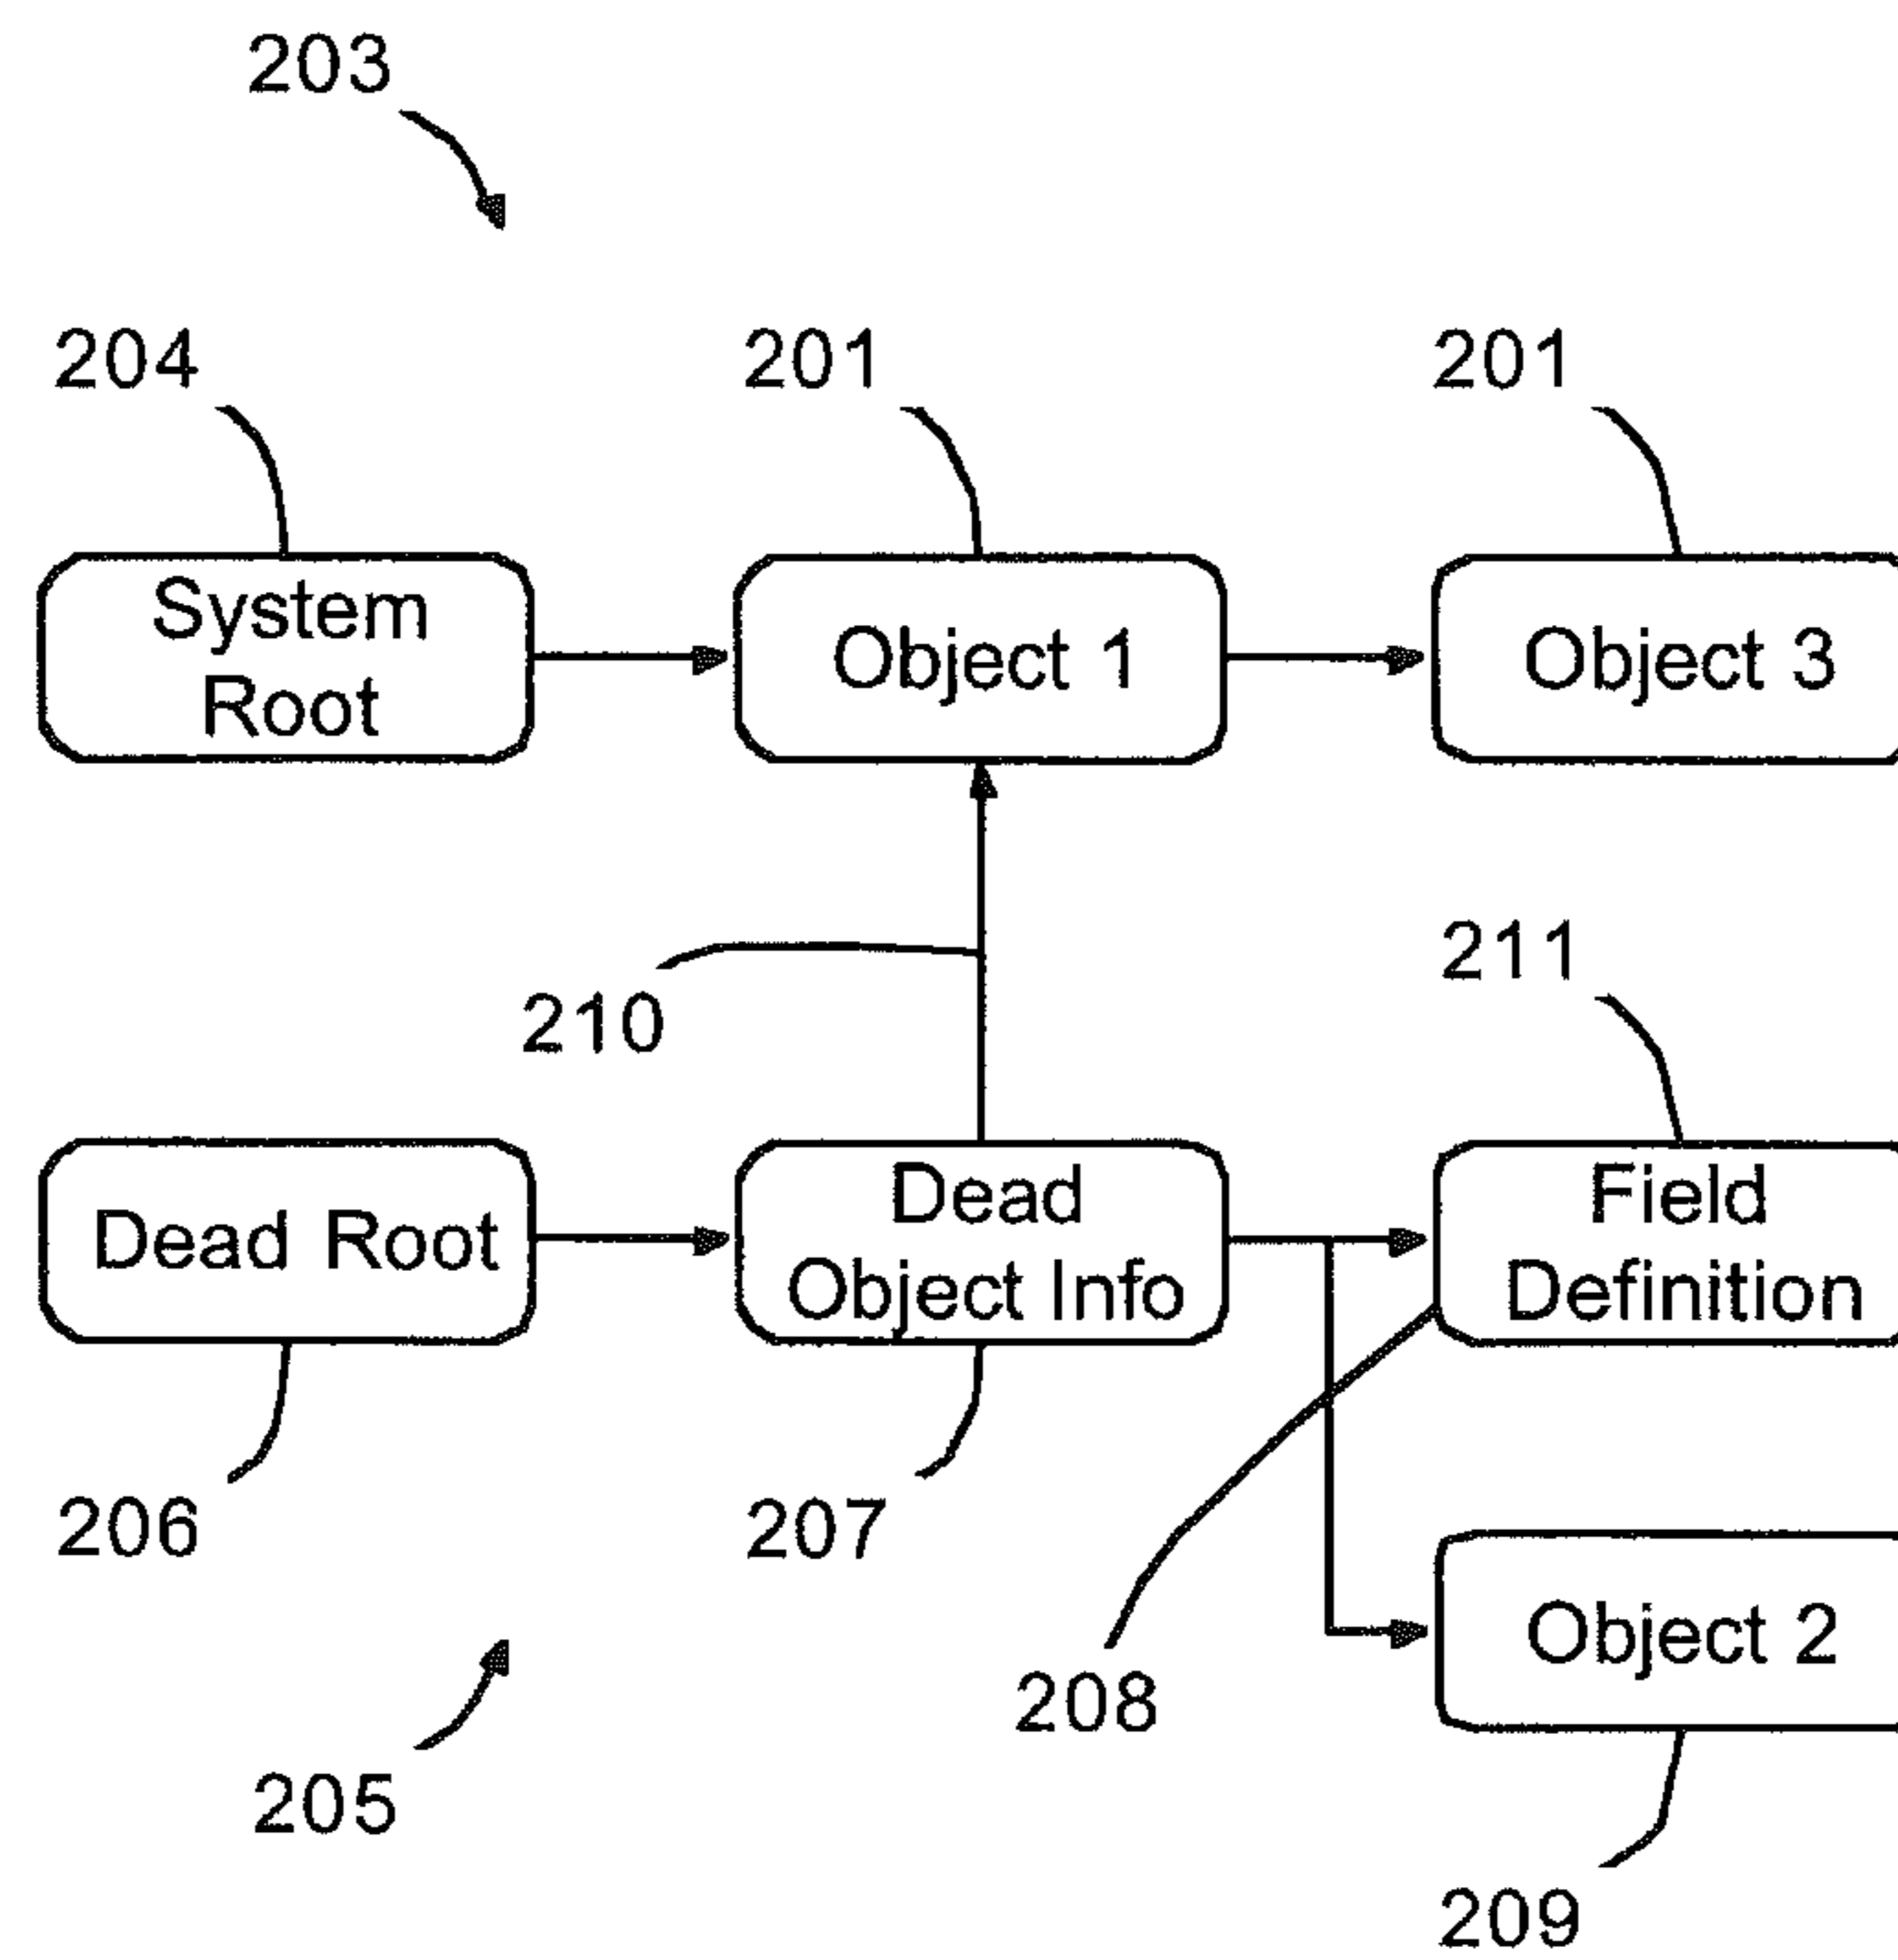 203
204
201
201
System
Root
Object 1
Object 3
210
211
Dead Root
Dead
Object Info
Field
Definition
206
207
208
Object 2
205
209